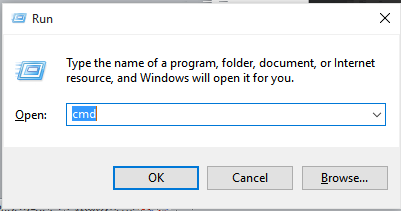 Run
Type the name of a program, folder, document, or Internet
resource, and Windows will open it for you.
Open: cmd
OK Cancel Browse...